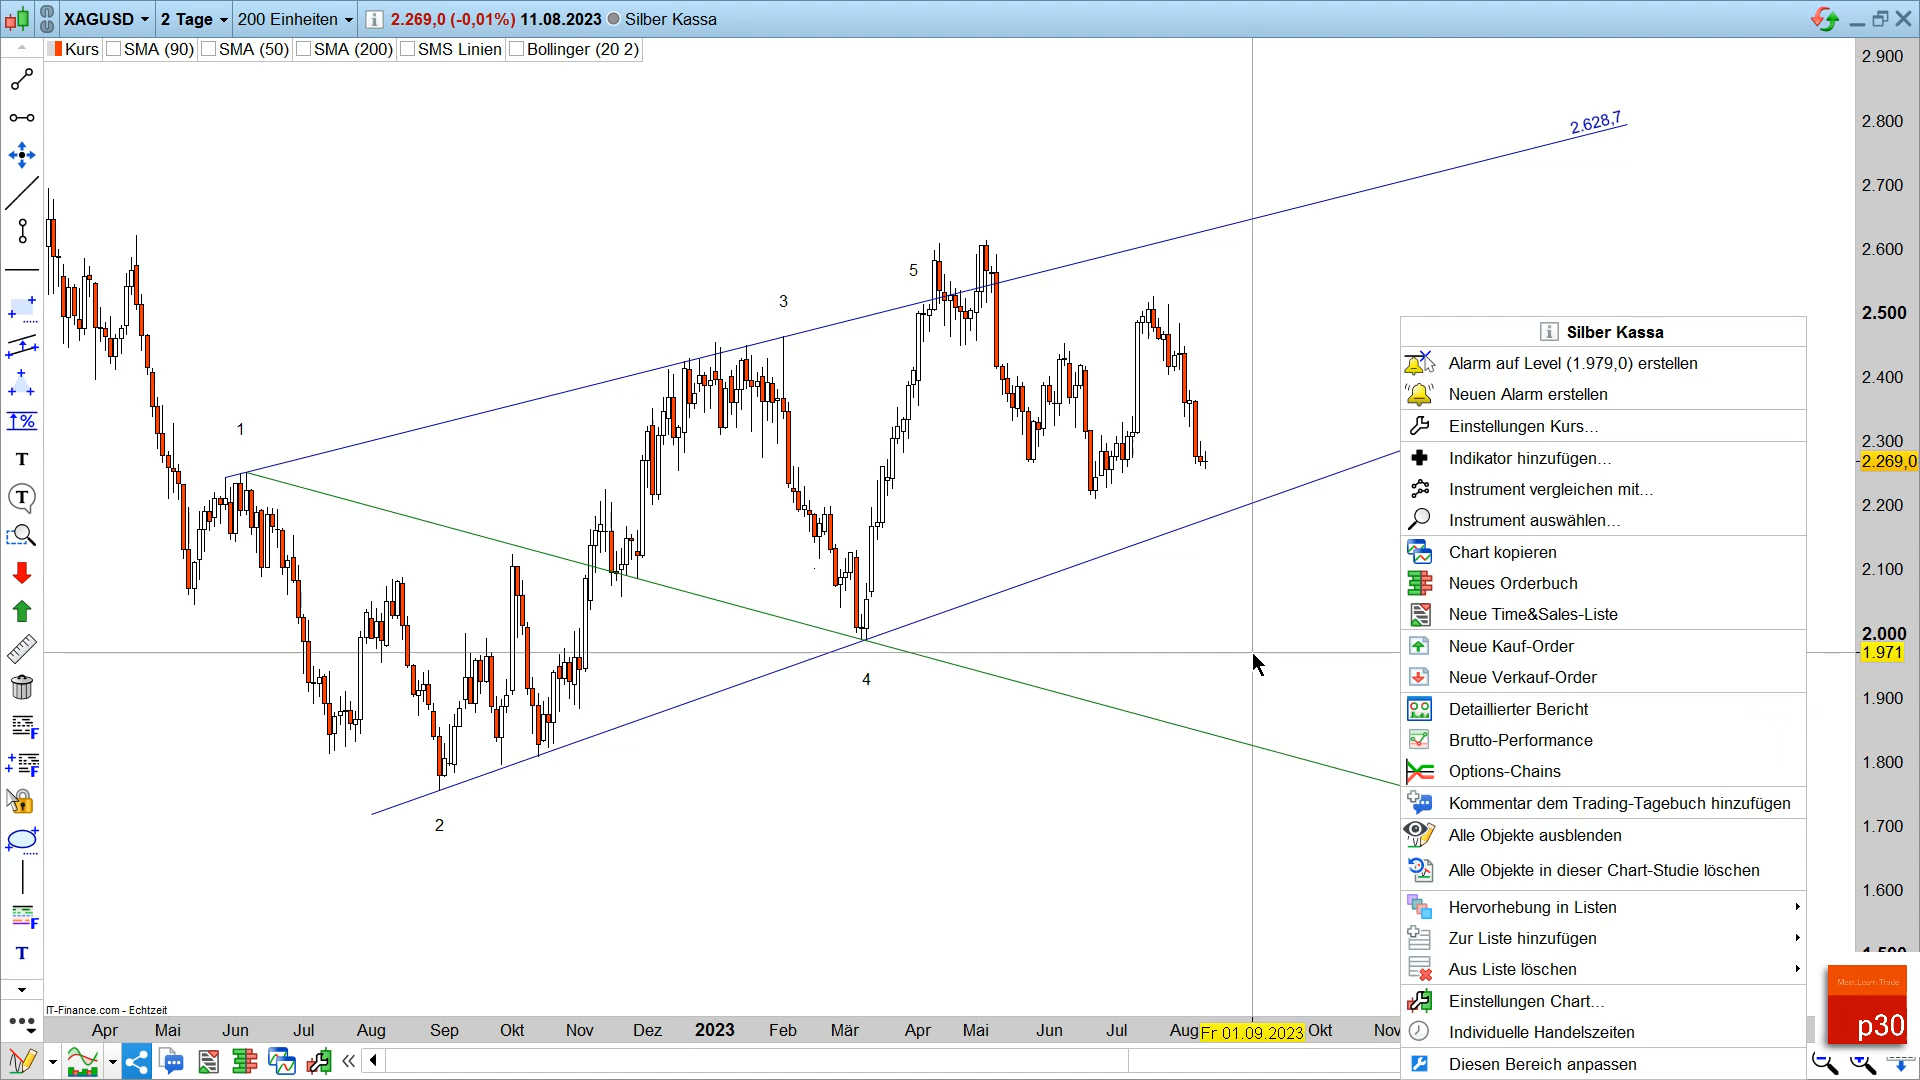 XAGUSD 2 Tage 200 Einheiten 2.269,0 (-0,01%) 11.08.2023 Silber Kassa
Kurs SMA (90) SMA (50) SMA (200) SMS Linien Bollinger (20 2)
2.900
2.800
2.700
2.600
2.500
2.400
2.300
2.269,0
2.200
2.100
2.000
1.971
1.900
1.800
1.700
1.600
2.628,7
1
2
3
4
5
Silber Kassa
Alarm auf Level (1.979,0) erstellen
Neuen Alarm erstellen
Einstellungen Kurs...
Indikator hinzufügen...
Instrument vergleichen mit...
Instrument auswählen...
Chart kopieren
Neues Orderbuch
Neue Time&Sales-Liste
Neue Kauf-Order
Neue Verkauf-Order
Detaillierter Bericht
Brutto-Performance
Options-Chains
Kommentar dem Trading-Tagebuch hinzufügen
Alle Objekte ausblenden
Alle Objekte in dieser Chart-Studie löschen
Hervorhebung in Listen
Zur Liste hinzufügen
Aus Liste löschen
Einstellungen Chart...
Individuelle Handelszeiten
Diesen Bereich anpassen
IT-Finance.com - Echtzeit
Apr Mai Jun Jul Aug Sep Okt Nov Dez 2023 Feb Mär Apr Mai Jun Jul Aug Fr 01.09.2023 Okt Nov
Meet.Learn.Trade
p30